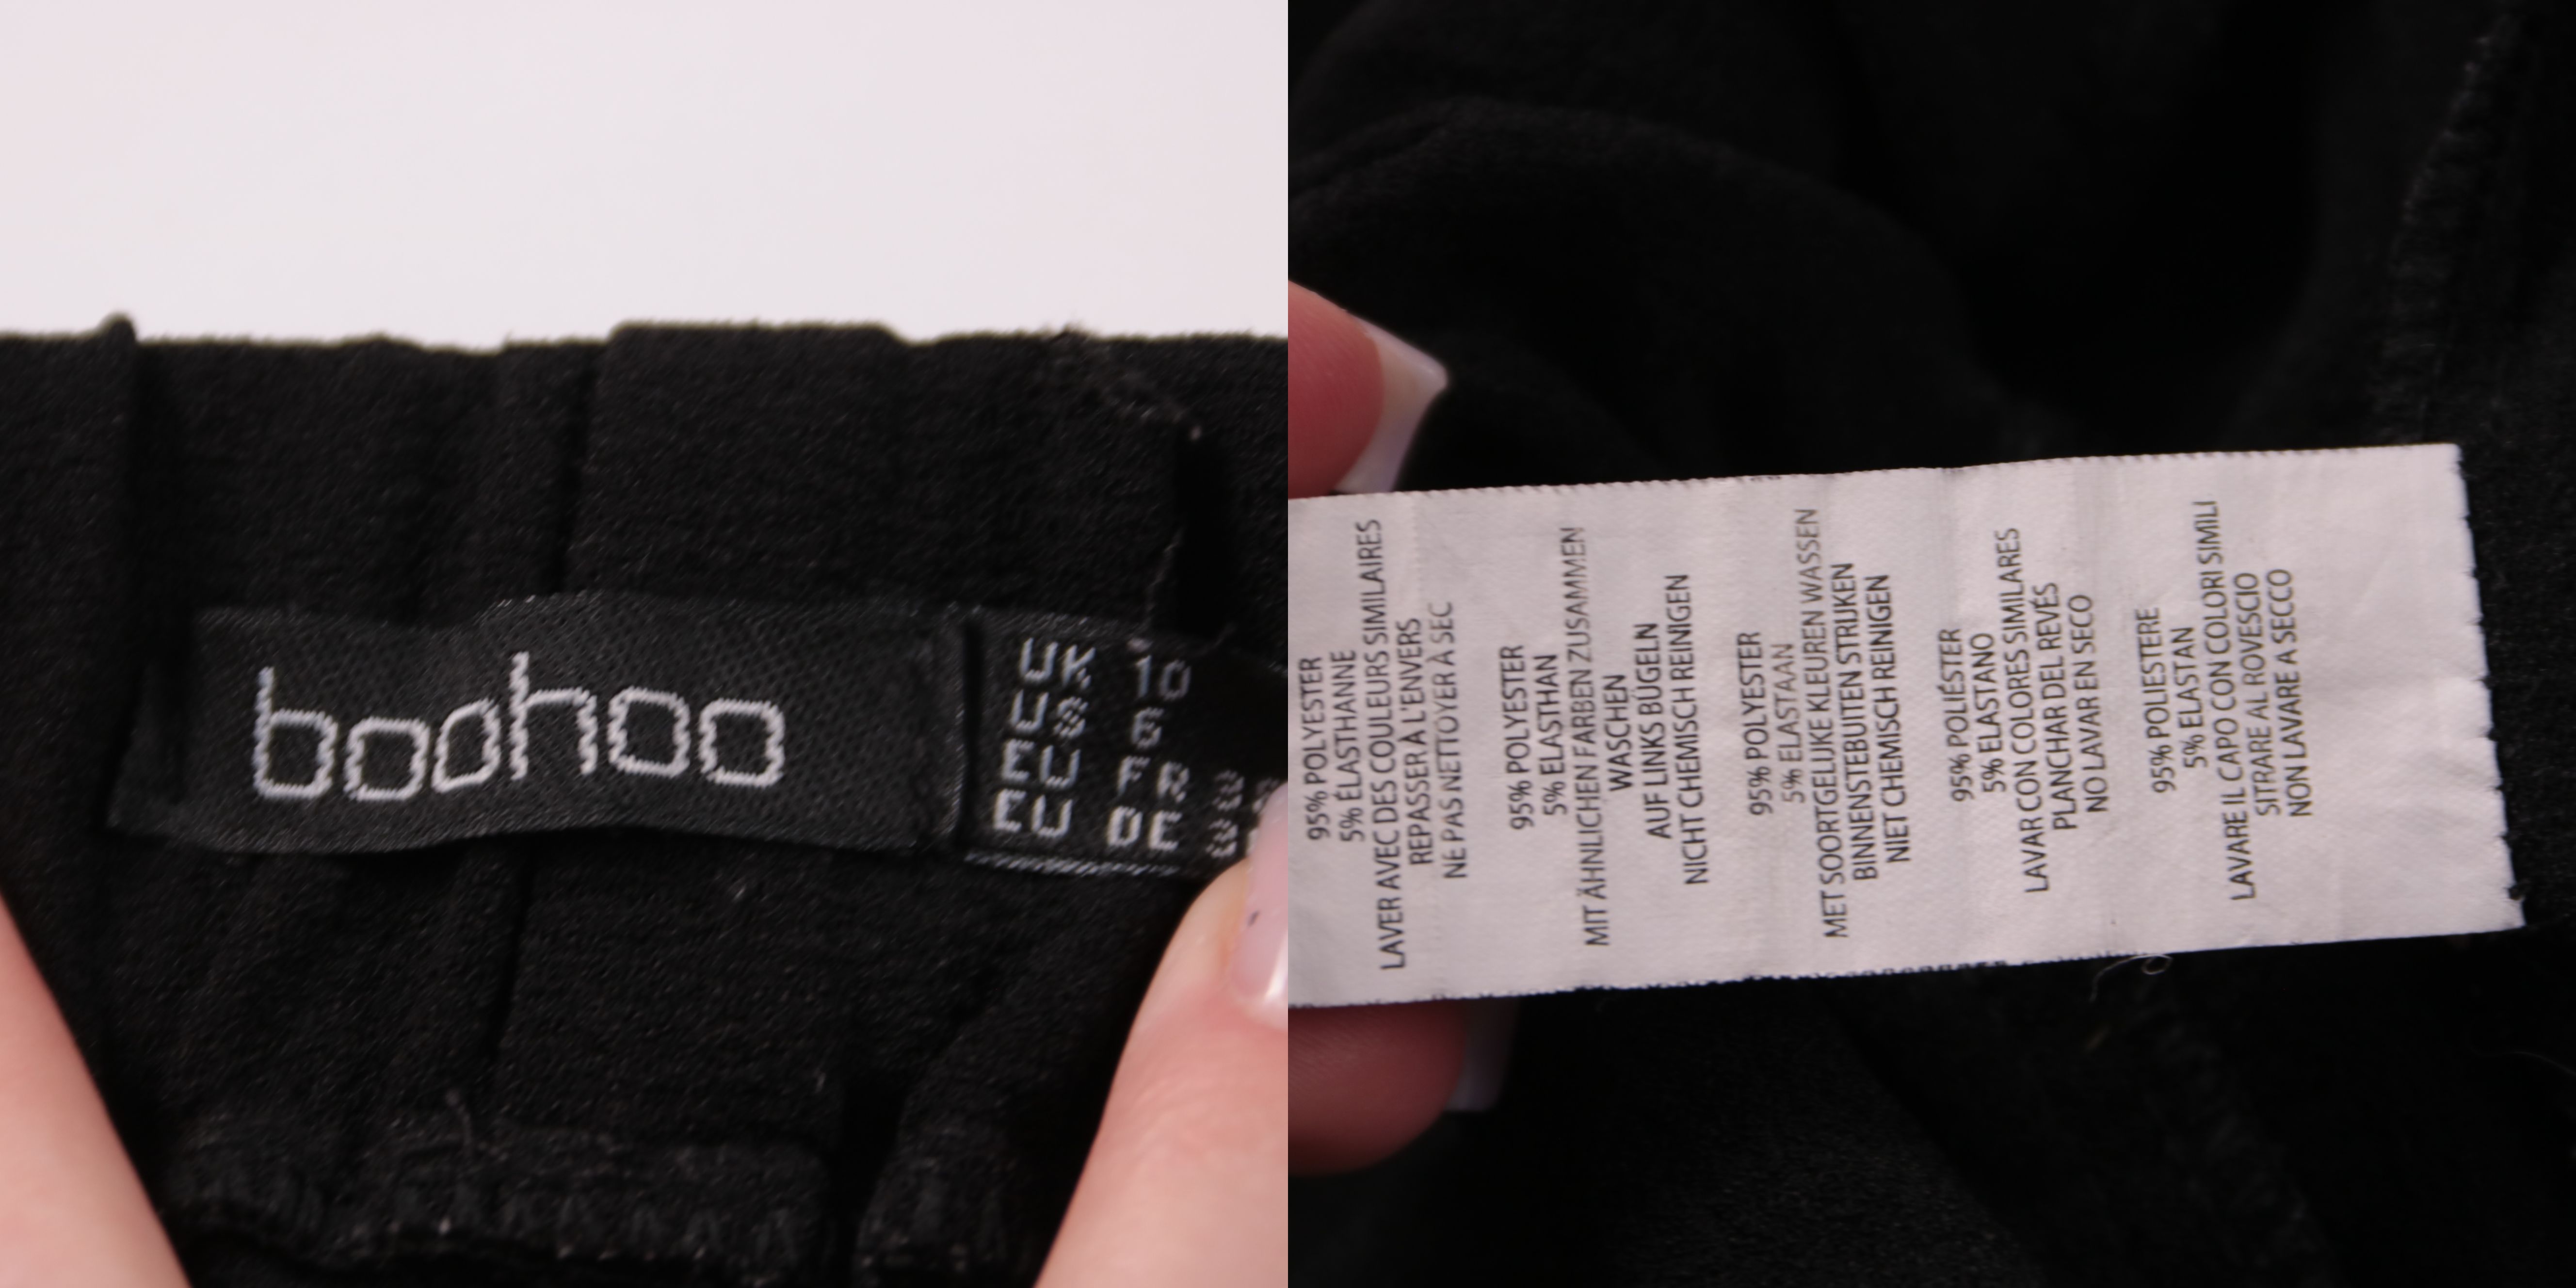 boohoo
UK 10
US 6
EU FR
EU DE
95% POLYESTER
5% ÉLASTHANNE
LAVER AVEC DES COULEURS SIMILAIRES
REPASSER À L'ENVERS
NE PAS NETTOYER À SEC
95% POLYESTER
5% ELASTHAN
MIT ÄHNLICHEN FARBEN ZUSAMMEN
WASCHEN
AUF LINKS BÜGELN
NICHT CHEMISCH REINIGEN
95% POLYESTER
5% ELASTAAN
MET SOORTGELIJKE KLEUREN WASSEN
BINNENSTEBUITEN STRIJKEN
NIET CHEMISCH REINIGEN
95% POLIÉSTER
5% ELASTANO
LAVAR CON COLORES SIMILARES
PLANCHAR DEL REVÉS
NO LAVAR EN SECO
95% POLIESTERE
5% ELASTAN
LAVARE IL CAPO CON COLORI SIMILI
SITRARE AL ROVESCIO
NON LAVARE A SECCO